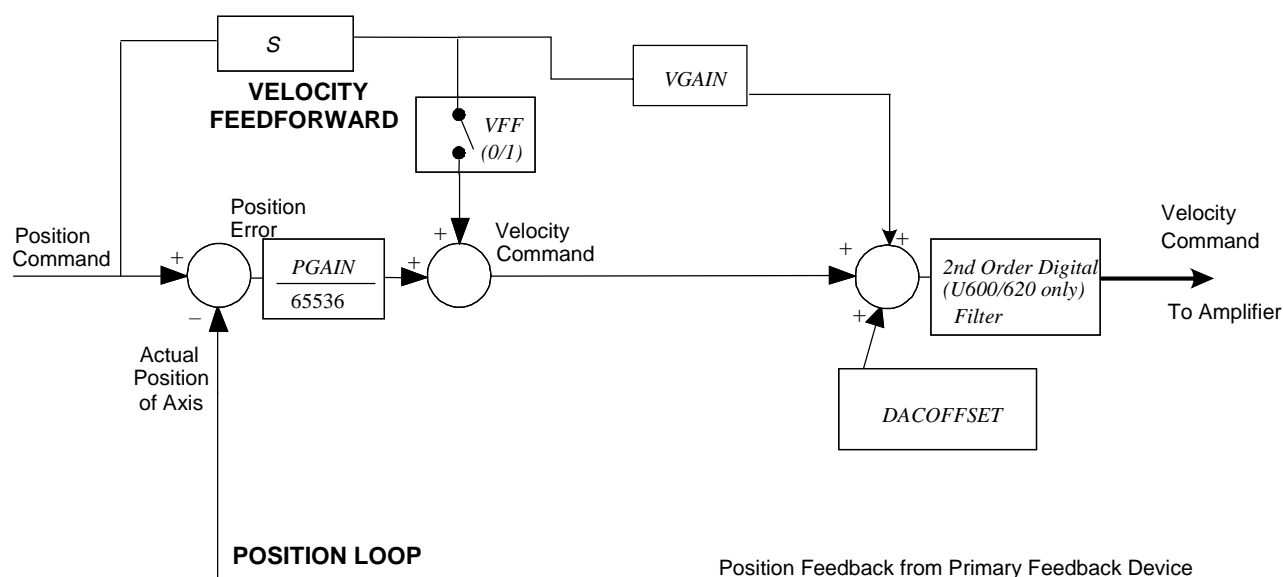 S
VELOCITY
FEEDFORWARD
VGAIN
VFF
(0/1)
Position
Command
+
−
Position
Error
PGAIN
65536
+
+
Velocity
Command
+
+
+
2nd Order Digital
(U600/620 only)
Filter
Velocity
Command
To Amplifier
Actual
Position
of Axis
DACOFFSET
POSITION LOOP
Position Feedback from Primary Feedback Device